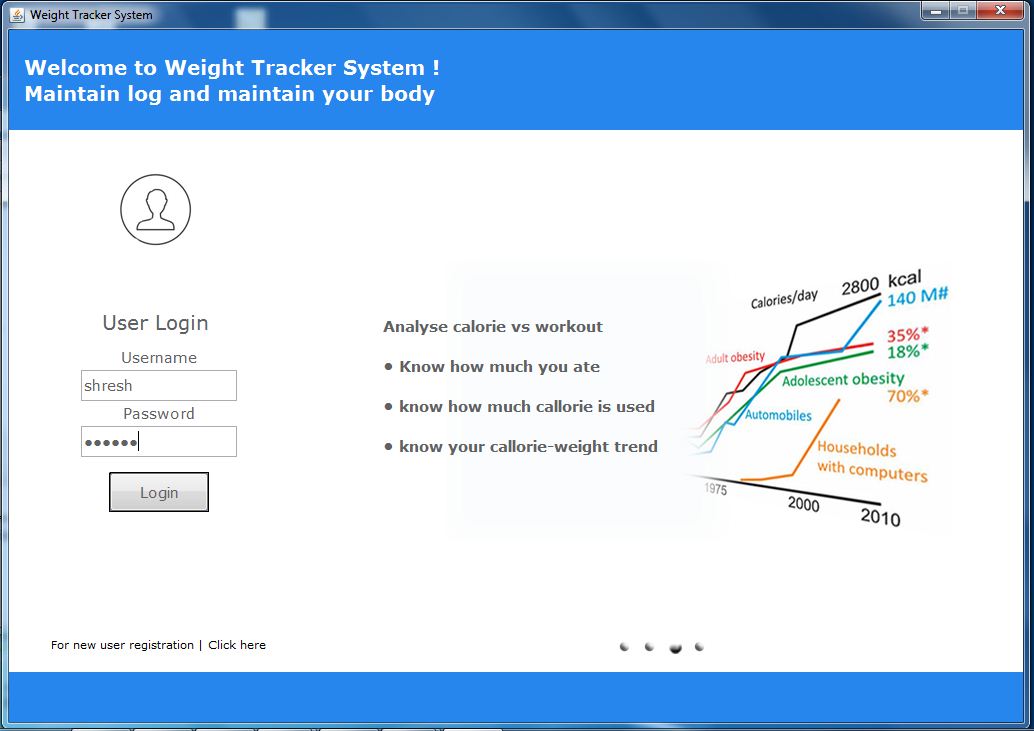 Weight Tracker System
Welcome to Weight Tracker System !
Maintain log and maintain your body
User Login
Username
shresh
Password
••••••
Login
For new user registration | Click here
Analyse calorie vs workout
• Know how much you ate
• know how much callorie is used
• know your callorie-weight trend
Calories/day
2800 kcal
140 M#
Adult obesity
35%*
18%*
Adolescent obesity
70%*
Automobiles
Households
with computers
1975
2000
2010